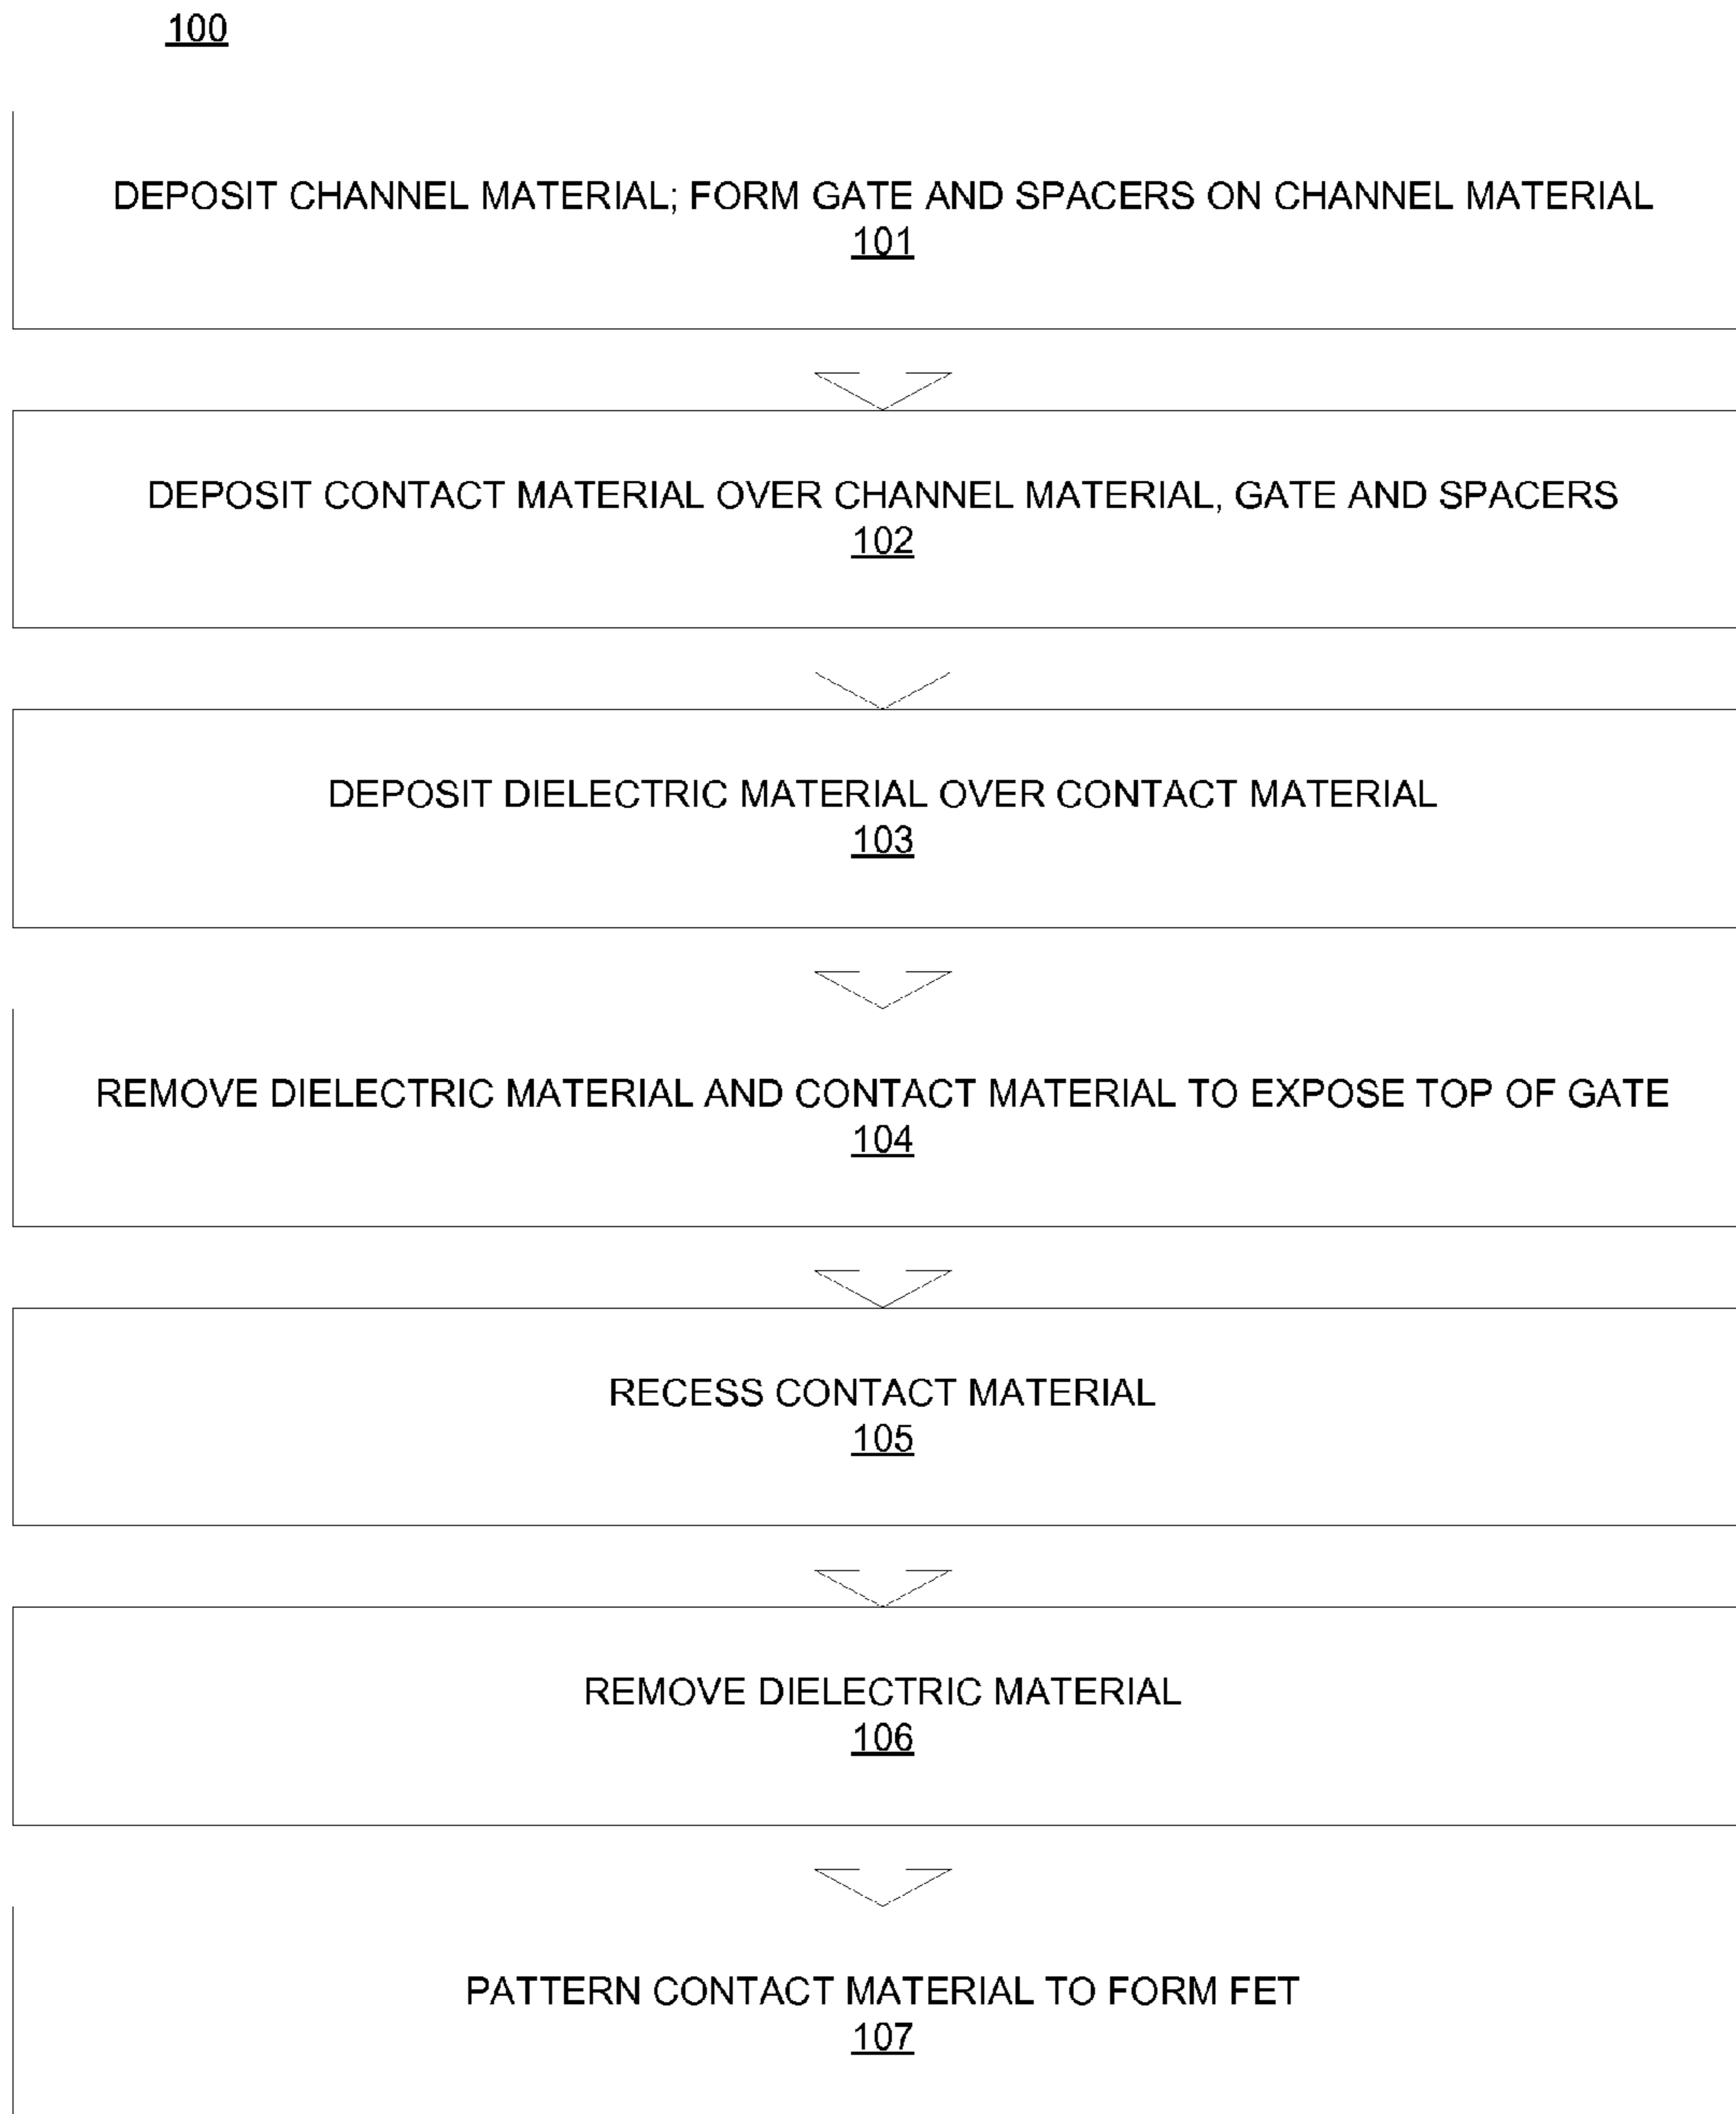 100
DEPOSIT CHANNEL MATERIAL; FORM GATE AND SPACERS ON CHANNEL MATERIAL
101
DEPOSIT CONTACT MATERIAL OVER CHANNEL MATERIAL, GATE AND SPACERS
102
DEPOSIT DIELECTRIC MATERIAL OVER CONTACT MATERIAL
103
REMOVE DIELECTRIC MATERIAL AND CONTACT MATERIAL TO EXPOSE TOP OF GATE
104
RECESS CONTACT MATERIAL
105
REMOVE DIELECTRIC MATERIAL
106
PATTERN CONTACT MATERIAL TO FORM FET
107